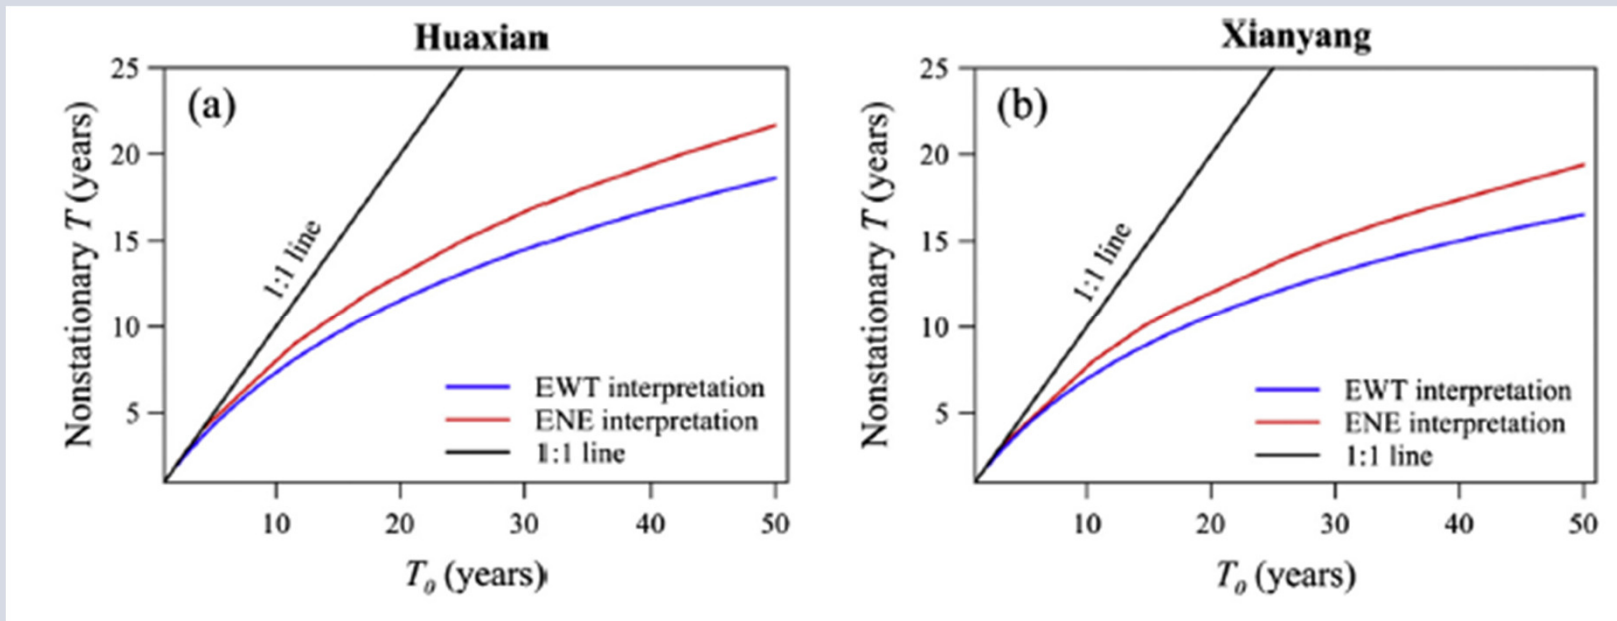 Huaxian
(a)
Nonstationary T (years)
25
20
15
10
5
1:1 line
EWT interpretation
ENE interpretation
1:1 line
10 20 30 40 50
T0 (years)
Xianyang
(b)
Nonstationary T (years)
25
20
15
10
5
1:1 line
EWT interpretation
ENE interpretation
1:1 line
10 20 30 40 50
T0 (years)